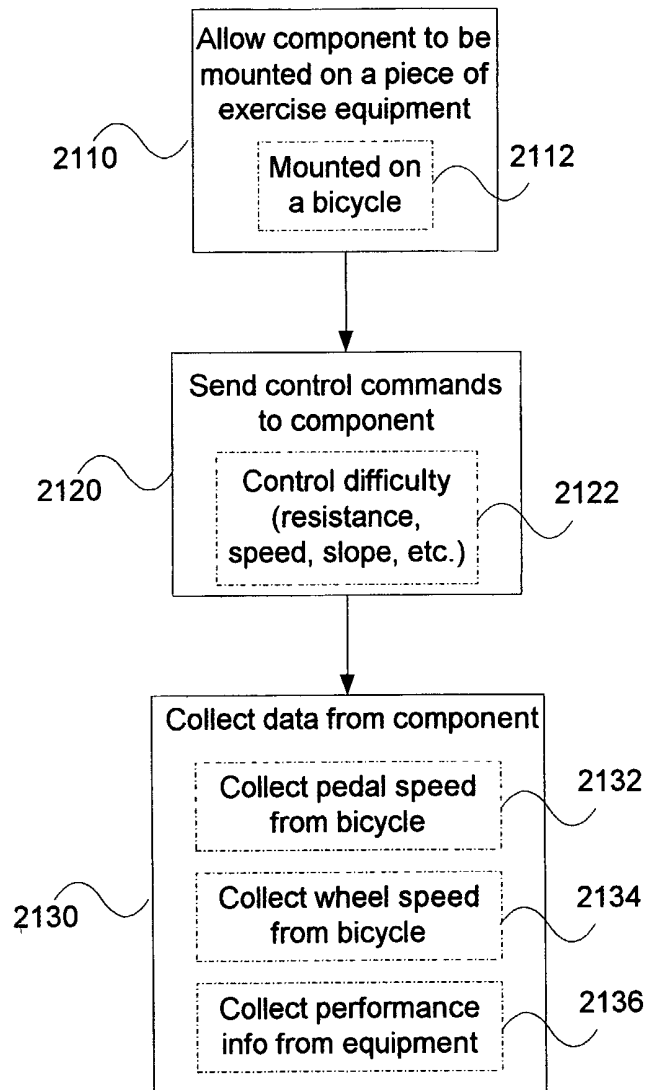 Allow component to be
mounted on a piece of
exercise equipment
2110
2112
Mounted on
a bicycle
Send control commands
to component
2120
2122
Control difficulty
(resistance,
speed, slope, etc.)
Collect data from component
2132
Collect pedal speed
from bicycle
2130
2134
Collect wheel speed
from bicycle
2136
Collect performance
info from equipment